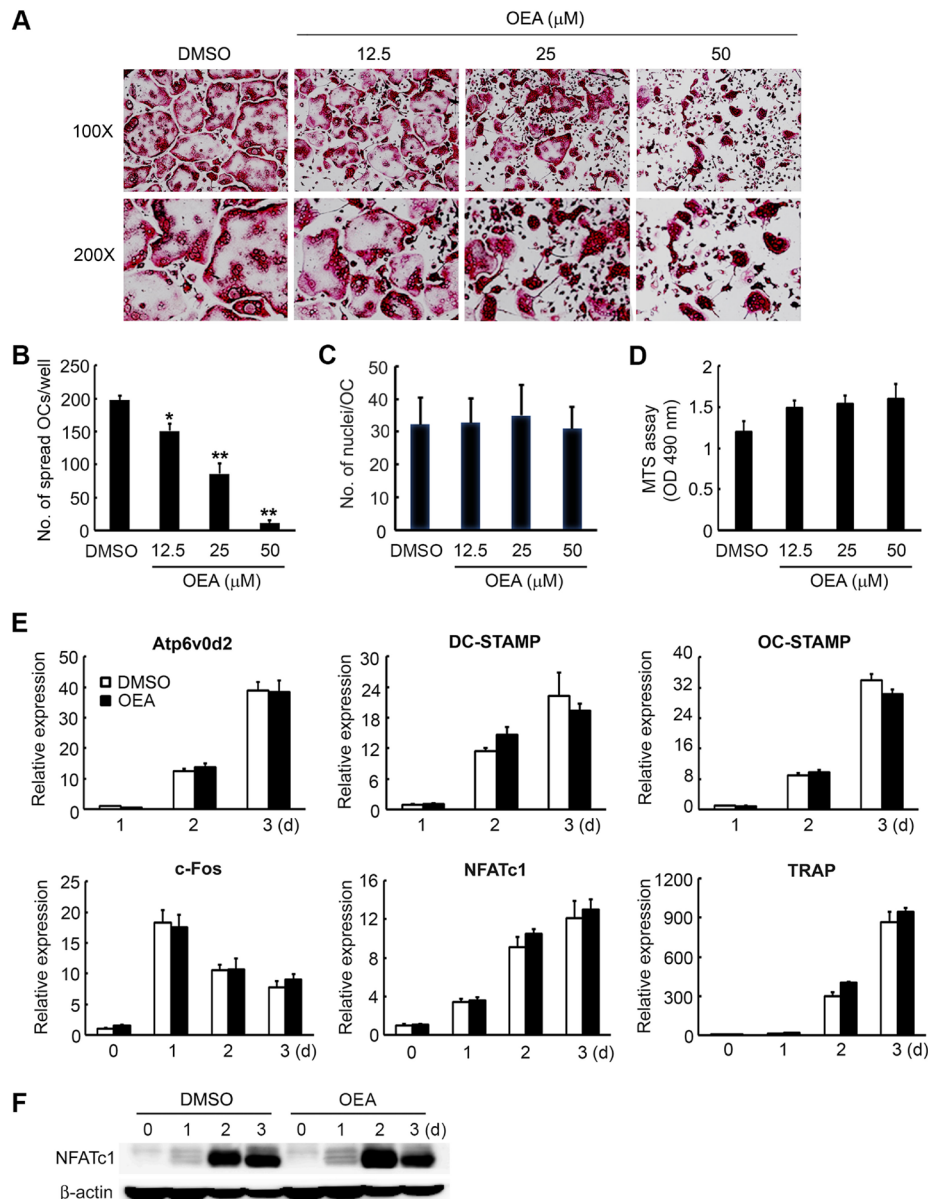 A
OEA (μM)
DMSO 12.5 25 50
100X
200X
B
No. of spread OCs/well
250
200
150
100
50
0
*
**
**
DMSO 12.5 25 50
OEA (μM)
C
No. of nuclei/OC
50
40
30
20
10
0
DMSO 12.5 25 50
OEA (μM)
D
MTS assay
(OD 490 nm)
2
1.5
1
0.5
0
DMSO 12.5 25 50
OEA (μM)
E
Atp6v0d2
Relative expression
50
40
30
20
10
0
DMSO
OEA
1 2 3 (d)
DC-STAMP
Relative expression
30
24
18
12
6
0
1 2 3 (d)
OC-STAMP
Relative expression
40
32
24
16
8
0
1 2 3 (d)
c-Fos
Relative expression
25
20
15
10
5
0
0 1 2 3 (d)
NFATc1
Relative expression
16
12
8
4
0
0 1 2 3 (d)
TRAP
Relative expression
1200
900
600
300
0
0 1 2 3 (d)
F
DMSO OEA
0 1 2 3 0 1 2 3 (d)
NFATc1
β-actin